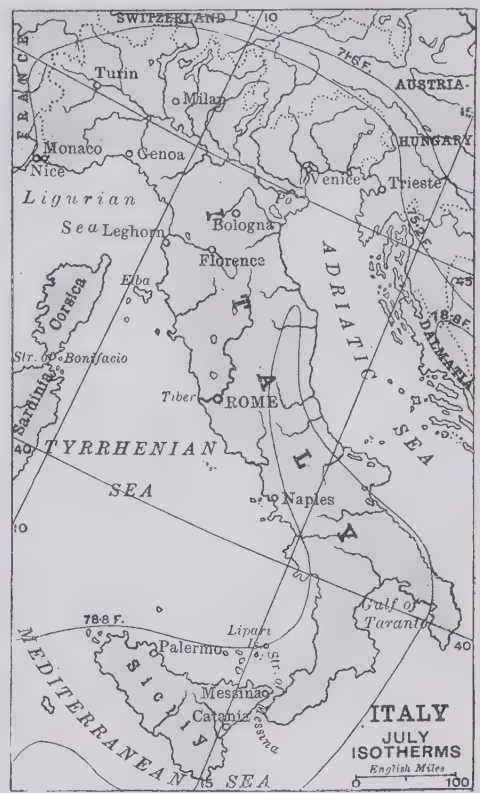 SWITZERLAND
10
FRANCE
71·6 F.
Turin
Milan
AUSTRIA-
15
HUNGARY
Monaco
Nice
Genoa
Venice
Trieste
Po
Ligurian
Sea
Leghorn
Bologna
75·2 F.
Florence
45
Elba
ADRIATIC
SEA
78·8 F.
DALMATIA
Corsica
Str. of Bonifacio
Sardinia
ITALY
Tiber
ROME
40
TYRRHENIAN
SEA
Naples
10
Gulf of
Taranto
40
78·8 F.
Lipari
Is.
Palermo
Str. of
Messina
Messina
Sicily
Catania
MEDITERRANEAN
SEA
15
ITALY
JULY
ISOTHERMS
English Miles
0
100